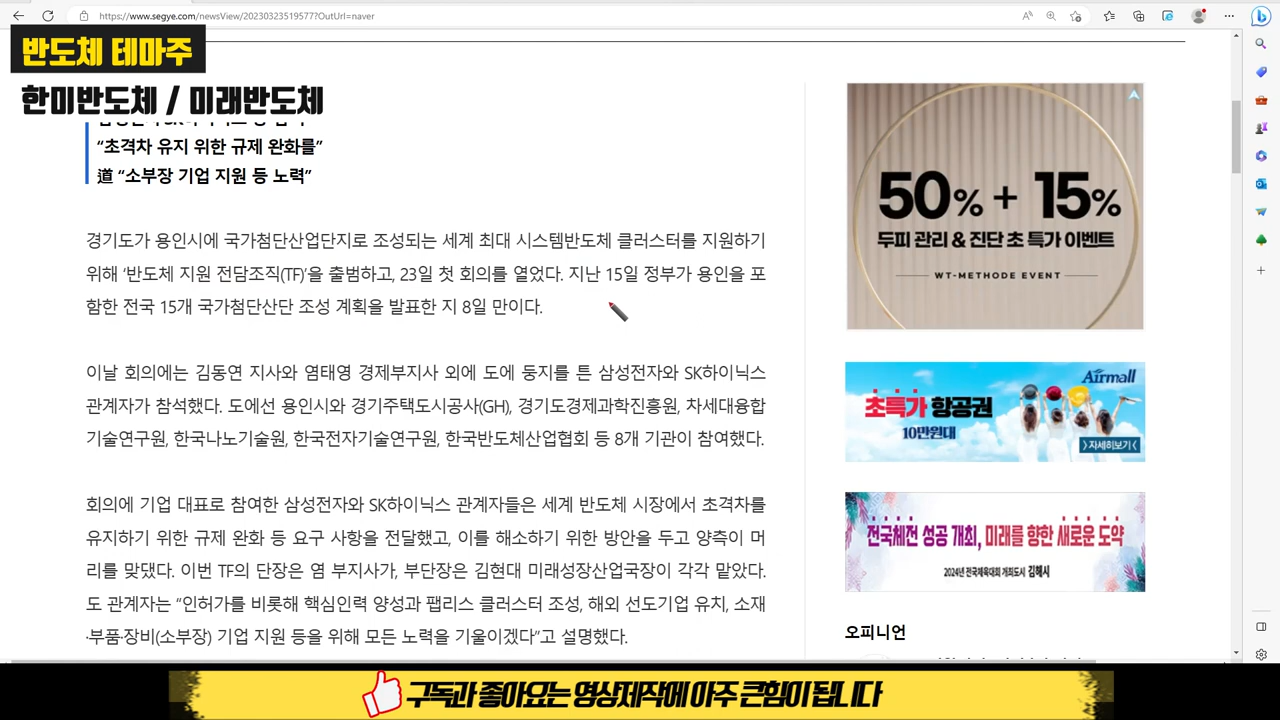 https://www.segye.com/newsView/20230323519577?OutUrl=naver
반도체 테마주
한미반도체 / 미래반도체
“초격차 유지 위한 규제 완화를”
道 “소부장 기업 지원 등 노력”
경기도가 용인시에 국가첨단산업단지로 조성되는 세계 최대 시스템반도체 클러스터를 지원하기
위해 ‘반도체 지원 전담조직(TF)’을 출범하고, 23일 첫 회의를 열었다. 지난 15일 정부가 용인을 포
함한 전국 15개 국가첨단산단 조성 계획을 발표한 지 8일 만이다.
이날 회의에는 김동연 지사와 염태영 경제부지사 외에 도에 둥지를 튼 삼성전자와 SK하이닉스
관계자가 참석했다. 도에선 용인시와 경기주택도시공사(GH), 경기도경제과학진흥원, 차세대융합
기술연구원, 한국나노기술원, 한국전자기술연구원, 한국반도체산업협회 등 8개 기관이 참여했다.
회의에 기업 대표로 참여한 삼성전자와 SK하이닉스 관계자들은 세계 반도체 시장에서 초격차를
유지하기 위한 규제 완화 등 요구 사항을 전달했고, 이를 해소하기 위한 방안을 두고 양측이 머
리를 맞댔다. 이번 TF의 단장은 염 부지사가, 부단장은 김현대 미래성장산업국장이 각각 맡았다.
도 관계자는 “인허가를 비롯해 핵심인력 양성과 팹리스 클러스터 조성, 해외 선도기업 유치, 소재
·부품·장비(소부장) 기업 지원 등을 위해 모든 노력을 기울이겠다”고 설명했다.
50% + 15%
두피 관리 & 진단 초 특가 이벤트
WT-METHODE EVENT
Airmall
초특가 항공권
10만원대
>자세히보기<
전국체전 성공 개최, 미래를 향한 새로운 도약
2024년 전국체육대회 개최도시 김해시
오피니언
구독과 좋아요는 영상제작에 아주 큰힘이 됩니다